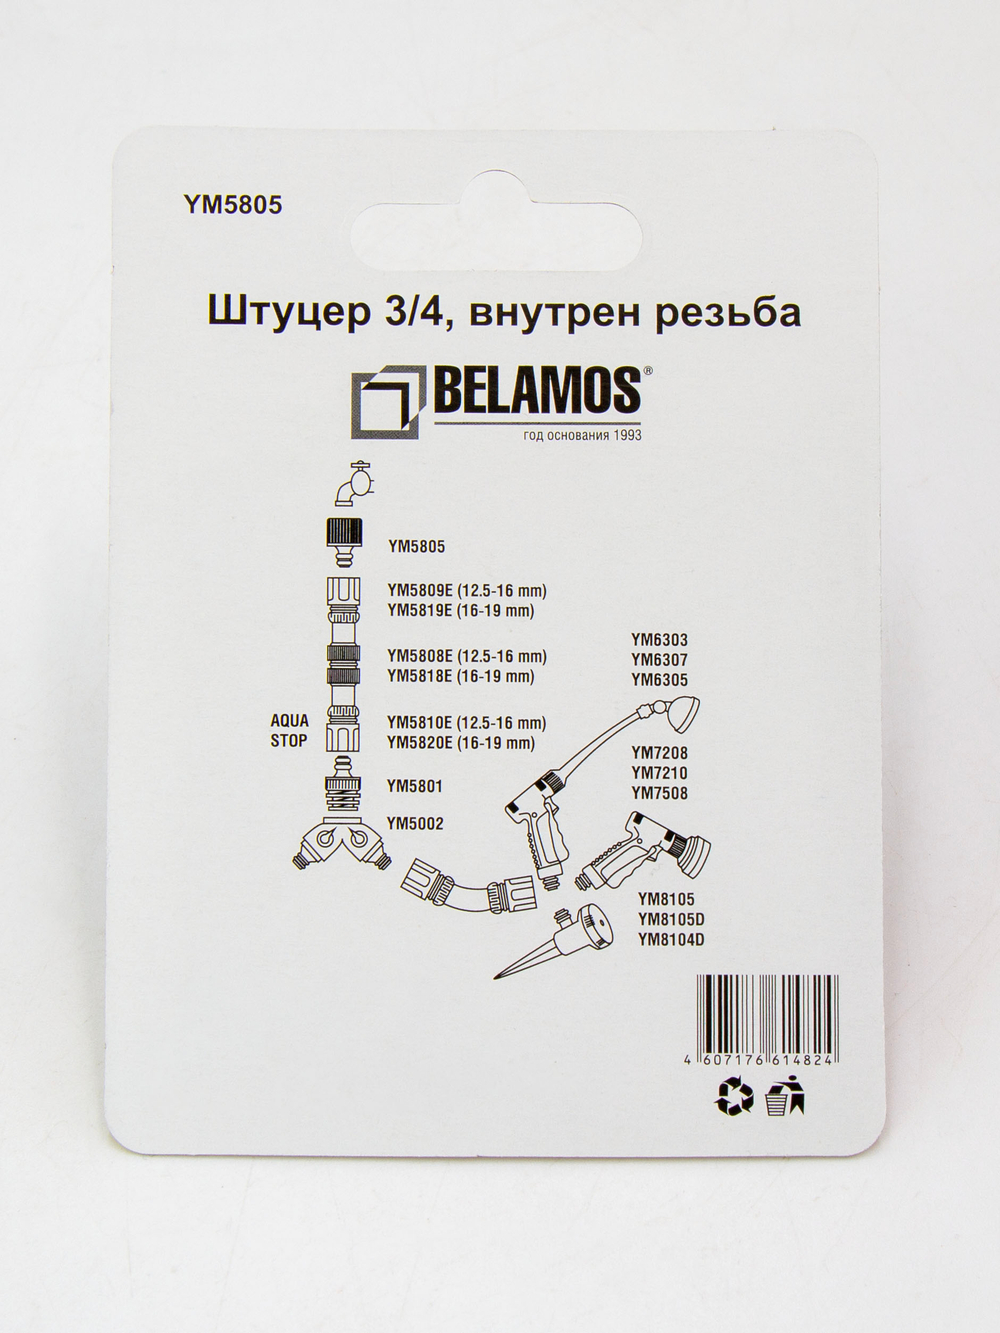 YM5805
Штуцер 3/4, внутрен резьба
BELAMOS®
год основания 1993
YM5805
YM5809E (12.5-16 mm)
YM5819E (16-19 mm)
YM5808E (12.5-16 mm)
YM5818E (16-19 mm)
AQUA
STOP
YM5810E (12.5-16 mm)
YM5820E (16-19 mm)
YM5801
YM5002
YM6303
YM6307
YM6305
YM7208
YM7210
YM7508
YM8105
YM8105D
YM8104D
4 607176 614824